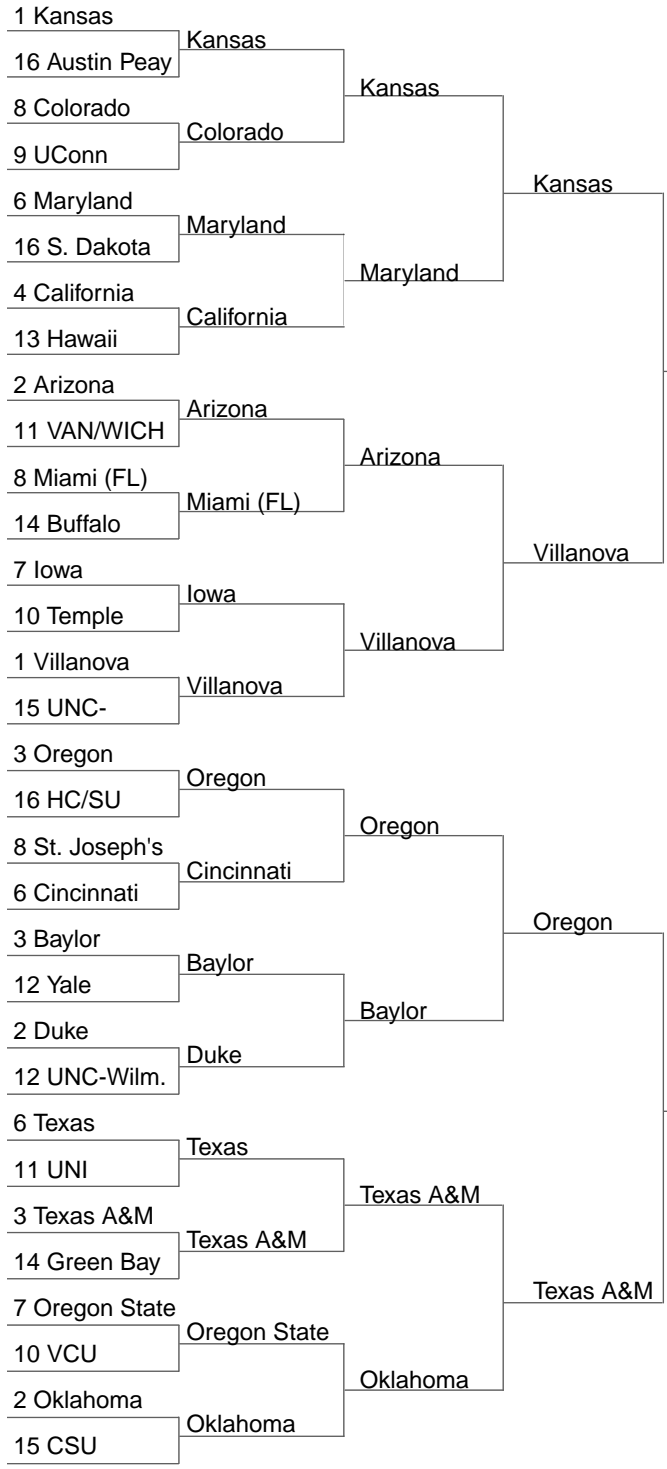 1 Kansas
16 Austin Peay
8 Colorado
9 UConn
6 Maryland
16 S. Dakota
4 California
13 Hawaii
2 Arizona
11 VAN/WICH
8 Miami (FL)
14 Buffalo
7 Iowa
10 Temple
1 Villanova
15 UNC-
3 Oregon
16 HC/SU
8 St. Joseph's
6 Cincinnati
3 Baylor
12 Yale
2 Duke
12 UNC-Wilm.
6 Texas
11 UNI
3 Texas A&M
14 Green Bay
7 Oregon State
10 VCU
2 Oklahoma
15 CSU
Kansas
Colorado
Maryland
California
Arizona
Miami (FL)
Iowa
Villanova
Oregon
Cincinnati
Baylor
Duke
Texas
Texas A&M
Oregon State
Oklahoma
Kansas
Maryland
Arizona
Villanova
Oregon
Baylor
Texas A&M
Oklahoma
Kansas
Villanova
Oregon
Texas A&M